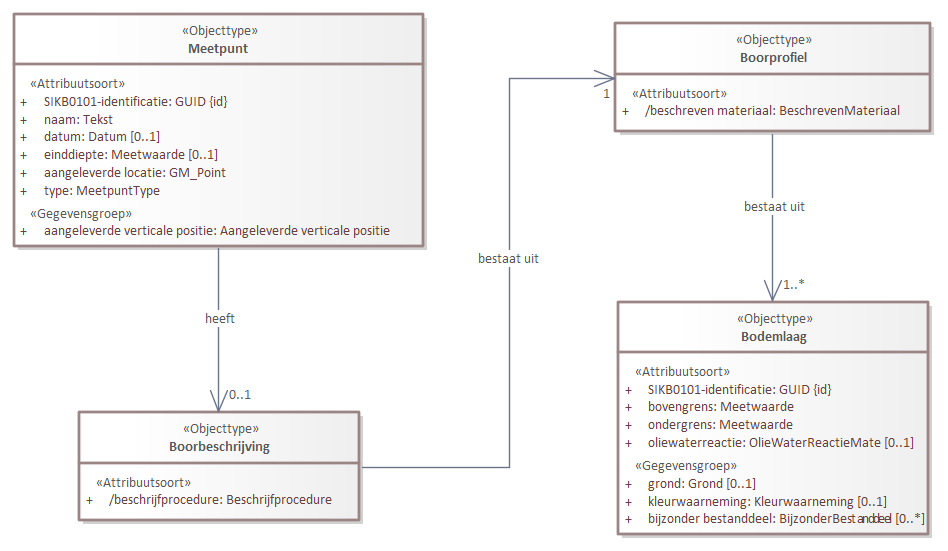 «Objecttype»
Meetpunt
«Attribuutsoort»
+ SIKB0101-identificatie: GUID {id}
+ naam: Tekst
+ datum: Datum [0..1]
+ einddiepte: Meetwaarde [0..1]
+ aangeleverde locatie: GM_Point
+ type: MeetpuntType
«Gegevensgroep»
+ aangeleverde verticale positie: Aangeleverde verticale positie
heeft
0..1
«Objecttype»
Boorbeschrijving
«Attribuutsoort»
+ /beschrijfprocedure: Beschrijfprocedure
bestaat uit
1
«Objecttype»
Boorprofiel
«Attribuutsoort»
+ /beschreven materiaal: BeschrevenMateriaal
bestaat uit
1..*
«Objecttype»
Bodemlaag
«Attribuutsoort»
+ SIKB0101-identificatie: GUID {id}
+ bovengrens: Meetwaarde
+ ondergrens: Meetwaarde
+ oliewaterreactie: OlieWaterReactieMate [0..1]
«Gegevensgroep»
+ grond: Grond [0..1]
+ kleurwaarneming: Kleurwaarneming [0..1]
+ bijzonder bestanddeel: BijzonderBestanddeel [0..*]